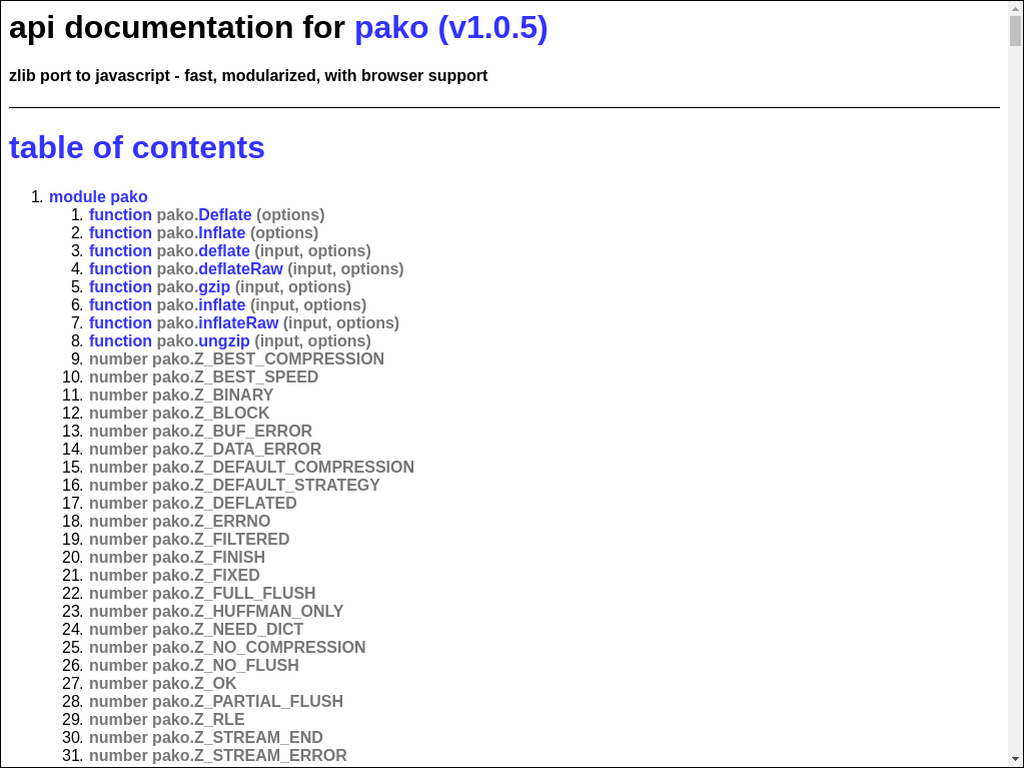 api documentation for pako (v1.0.5)
zlib port to javascript - fast, modularized, with browser support
table of contents
1. module pako
1. function pako.Deflate (options)
2. function pako.Inflate (options)
3. function pako.deflate (input, options)
4. function pako.deflateRaw (input, options)
5. function pako.gzip (input, options)
6. function pako.inflate (input, options)
7. function pako.inflateRaw (input, options)
8. function pako.ungzip (input, options)
9. number pako.Z_BEST_COMPRESSION
10. number pako.Z_BEST_SPEED
11. number pako.Z_BINARY
12. number pako.Z_BLOCK
13. number pako.Z_BUF_ERROR
14. number pako.Z_DATA_ERROR
15. number pako.Z_DEFAULT_COMPRESSION
16. number pako.Z_DEFAULT_STRATEGY
17. number pako.Z_DEFLATED
18. number pako.Z_ERRNO
19. number pako.Z_FILTERED
20. number pako.Z_FINISH
21. number pako.Z_FIXED
22. number pako.Z_FULL_FLUSH
23. number pako.Z_HUFFMAN_ONLY
24. number pako.Z_NEED_DICT
25. number pako.Z_NO_COMPRESSION
26. number pako.Z_NO_FLUSH
27. number pako.Z_OK
28. number pako.Z_PARTIAL_FLUSH
29. number pako.Z_RLE
30. number pako.Z_STREAM_END
31. number pako.Z_STREAM_ERROR